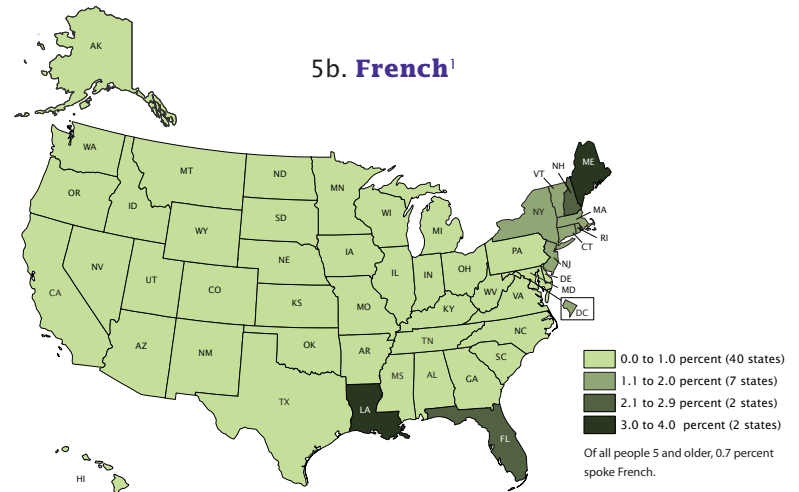 5b. French¹
AK
WA
MT
ND
MN
ME
VT
NH
OR
ID
WY
SD
WI
MI
NY
MA
RI
CT
NJ
NV
UT
CO
NE
IA
IL
IN
OH
PA
DE
MD
DC
CA
KS
MO
KY
WV
VA
AZ
NM
OK
AR
TN
NC
SC
TX
LA
MS
AL
GA
FL
HI
0.0 to 1.0 percent (40 states)
1.1 to 2.0 percent (7 states)
2.1 to 2.9 percent (2 states)
3.0 to 4.0 percent (2 states)
Of all people 5 and older, 0.7 percent
spoke French.